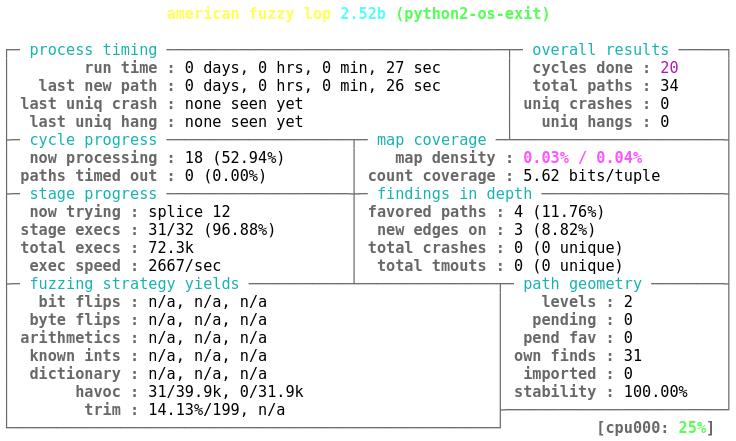 american fuzzy lop 2.52b (python2-os-exit)
process timing overall results
run time : 0 days, 0 hrs, 0 min, 27 sec cycles done : 20
last new path : 0 days, 0 hrs, 0 min, 26 sec total paths : 34
last uniq crash : none seen yet uniq crashes : 0
last uniq hang : none seen yet uniq hangs : 0
cycle progress map coverage
now processing : 18 (52.94%) map density : 0.03% / 0.04%
paths timed out : 0 (0.00%) count coverage : 5.62 bits/tuple
stage progress findings in depth
now trying : splice 12 favored paths : 4 (11.76%)
stage execs : 31/32 (96.88%) new edges on : 3 (8.82%)
total execs : 72.3k total crashes : 0 (0 unique)
exec speed : 2667/sec total tmouts : 0 (0 unique)
fuzzing strategy yields path geometry
bit flips : n/a, n/a, n/a levels : 2
byte flips : n/a, n/a, n/a pending : 0
arithmetics : n/a, n/a, n/a pend fav : 0
known ints : n/a, n/a, n/a own finds : 31
dictionary : n/a, n/a, n/a imported : 0
havoc : 31/39.9k, 0/31.9k stability : 100.00%
trim : 14.13%/199, n/a
[cpu000: 25%]